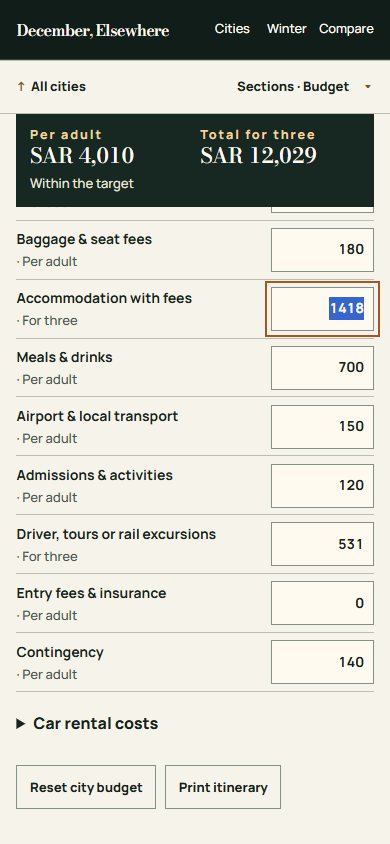 December, Elsewhere
Cities Winter Compare
↑ All cities
Sections · Budget
Per adult
SAR 4,010
Within the target
Total for three
SAR 12,029
Baggage & seat fees
· Per adult
180
Accommodation with fees
· For three
1418
Meals & drinks
· Per adult
700
Airport & local transport
· Per adult
150
Admissions & activities
· Per adult
120
Driver, tours or rail excursions
· For three
531
Entry fees & insurance
· Per adult
0
Contingency
· Per adult
140
Car rental costs
Reset city budget
Print itinerary